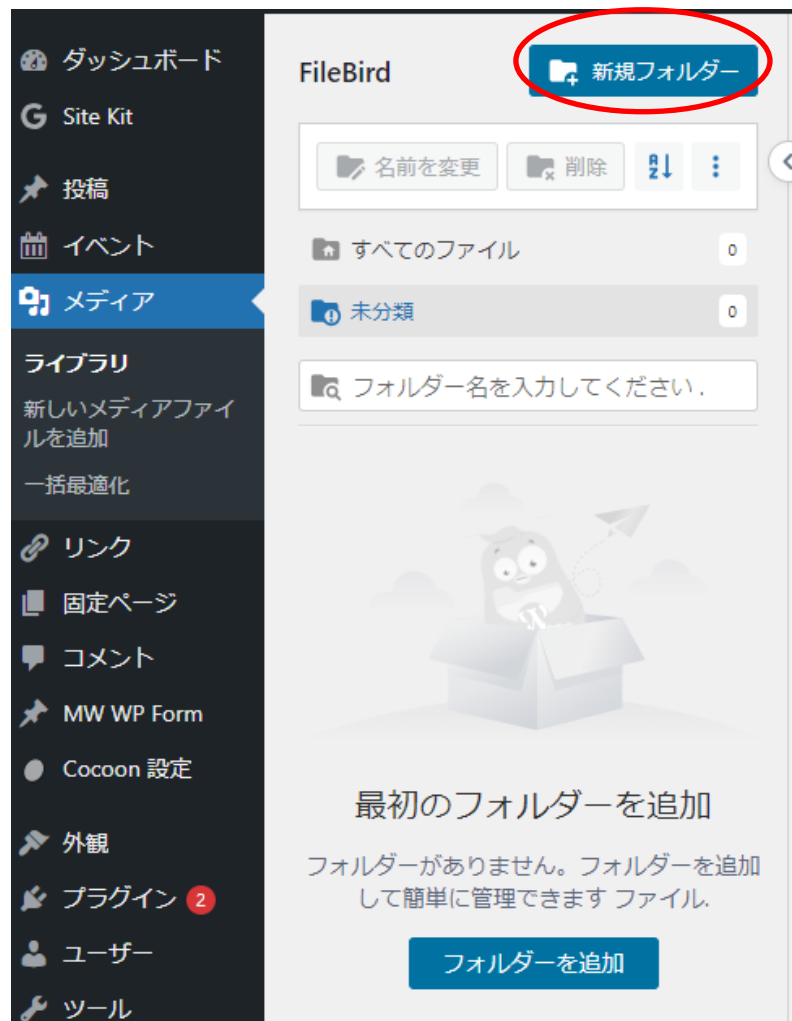 ダッシュボード
Site Kit
投稿
イベント
メディア
ライブラリ
新しいメディアファイ
ルを追加
一括最適化
リンク
固定ページ
コメント
MW WP Form
Cocoon 設定
外観
プラグイン 2
ユーザー
ツール
FileBird
新規フォルダー
名前を変更
削除
すべてのファイル 0
未分類 0
フォルダー名を入力してください .
最初のフォルダーを追加
フォルダーがありません。フォルダーを追加
して簡単に管理できます ファイル.
フォルダーを追加